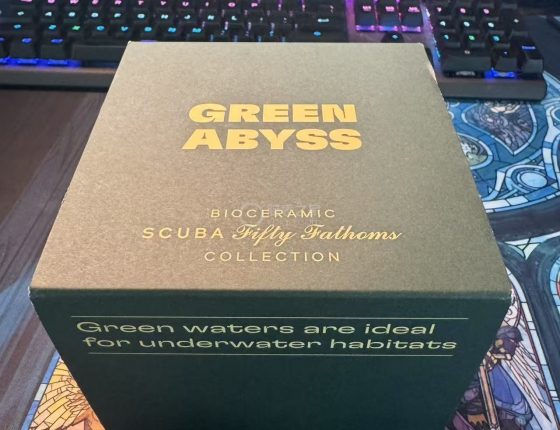 GREEN
ABYSS
BIOCERAMIC
SCUBA Fifty Fathoms
COLLECTION
Green waters are ideal
for underwater habitats